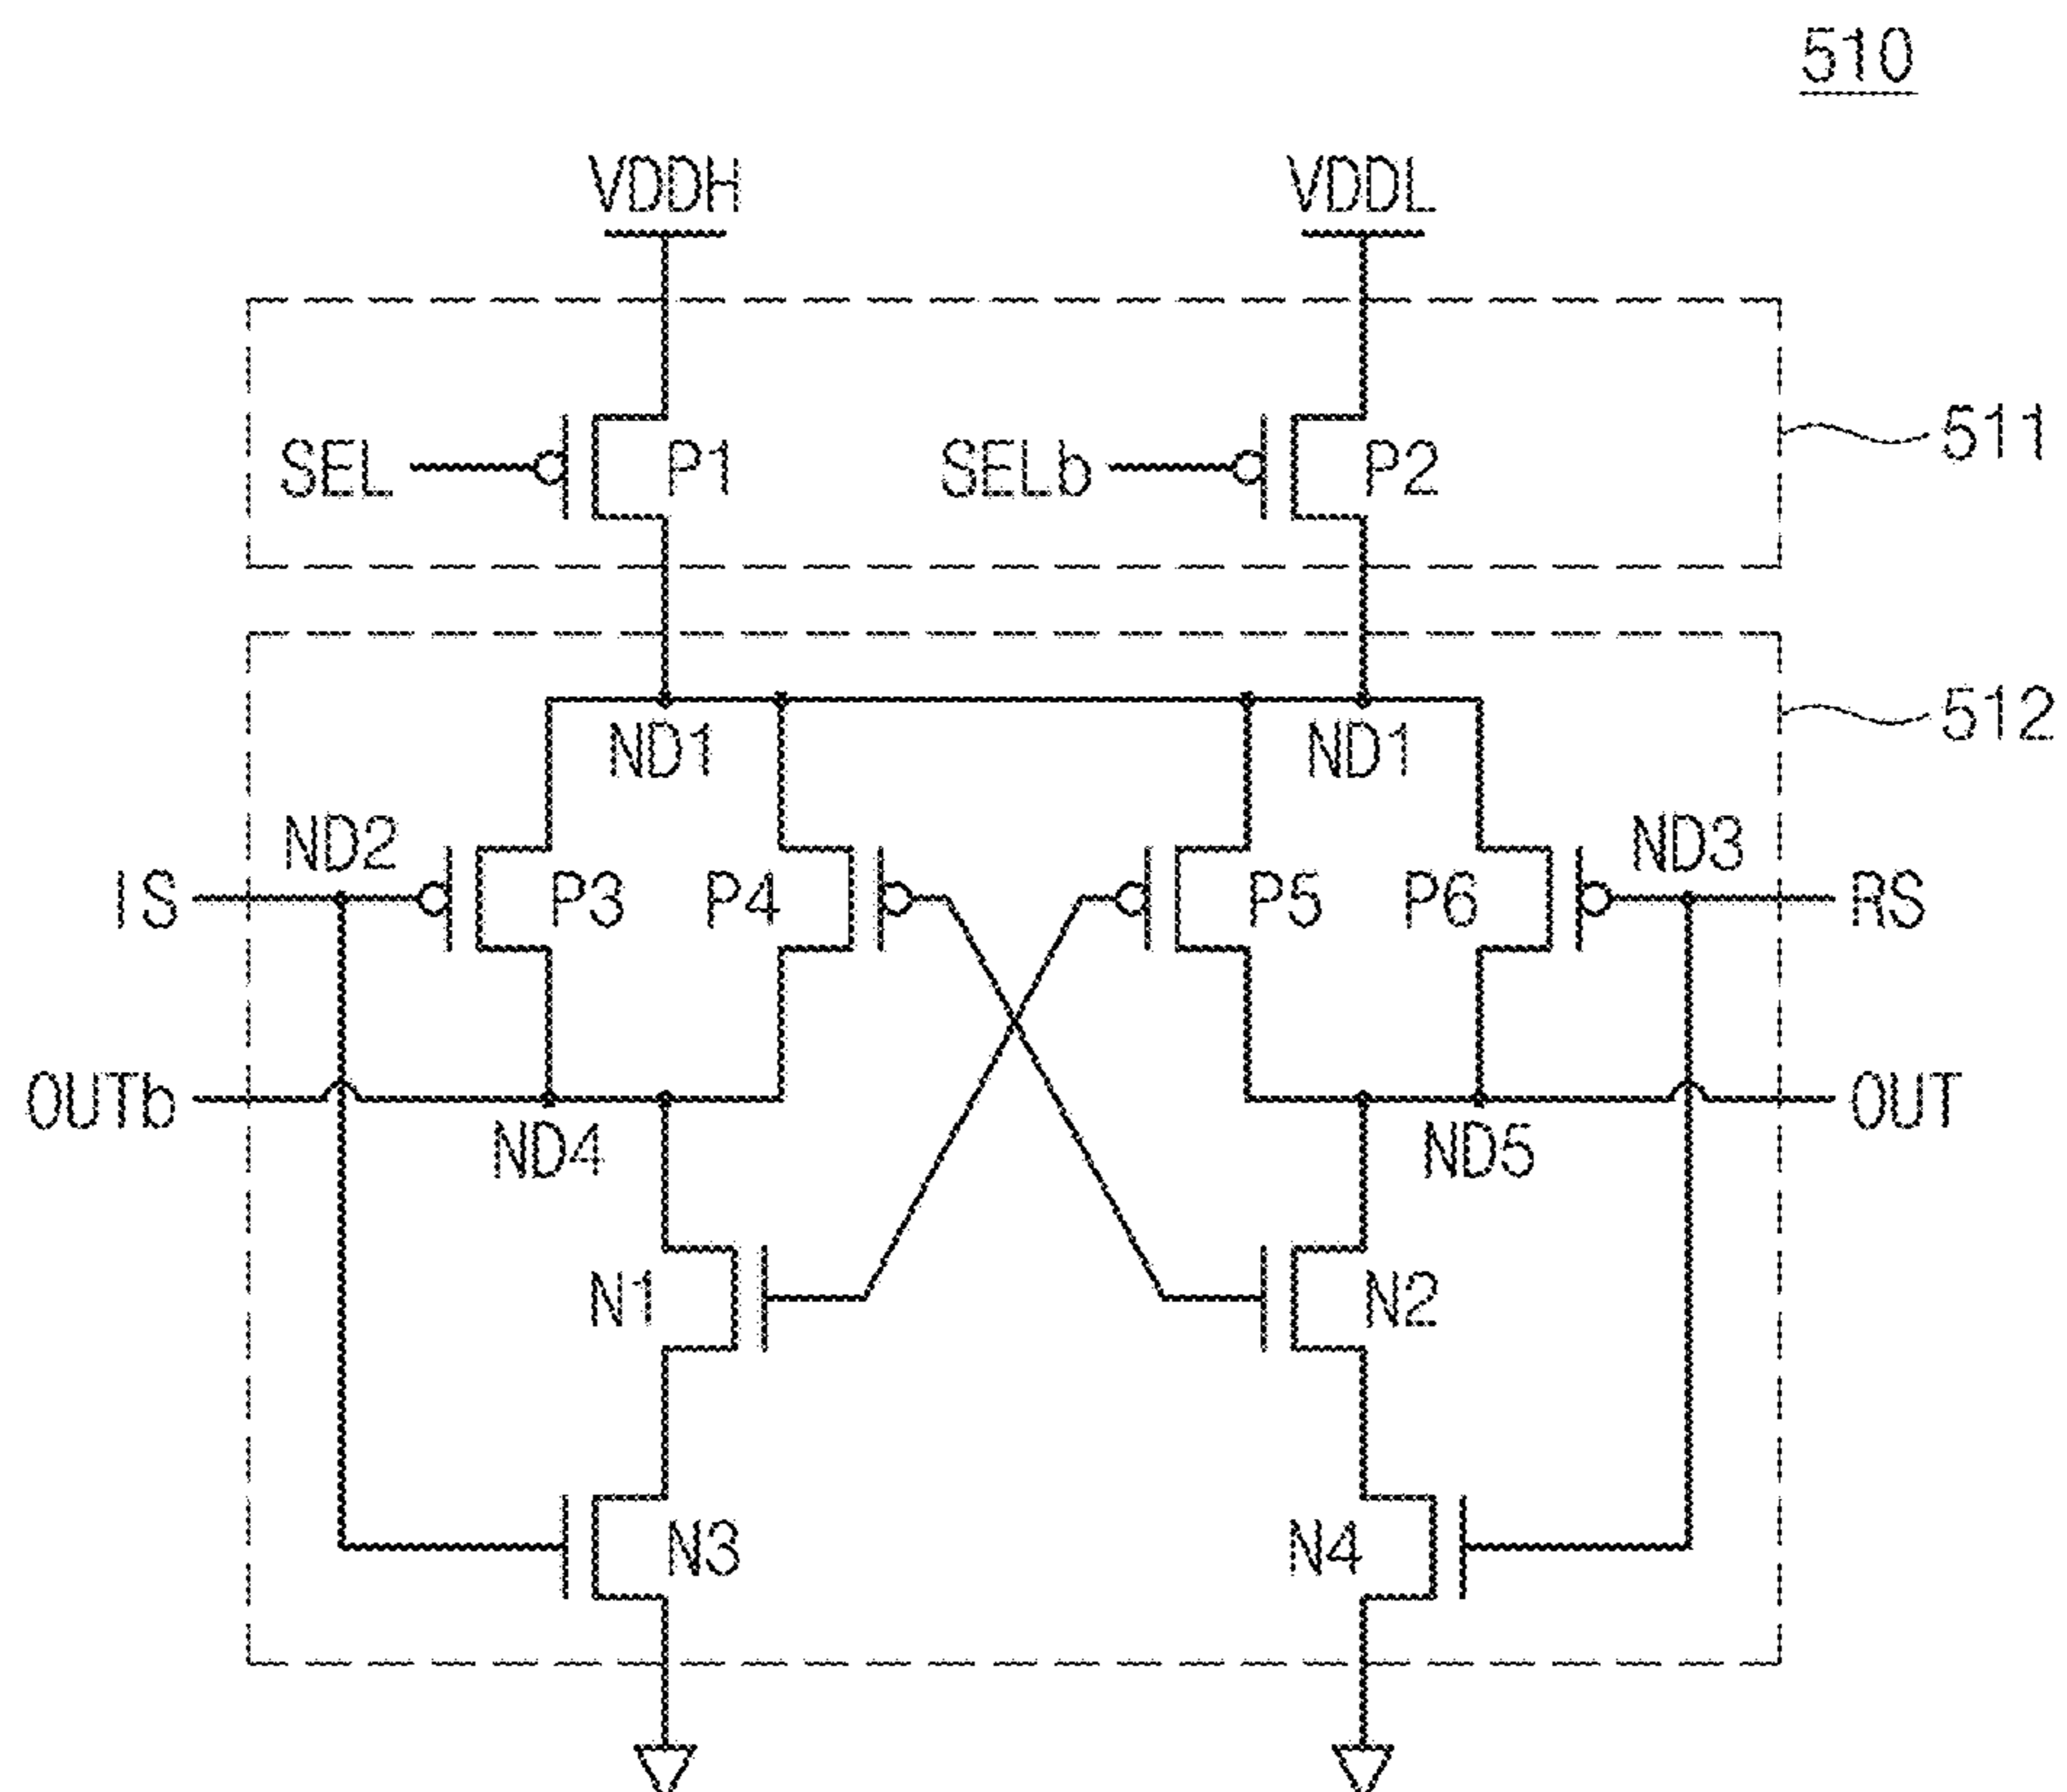 510
VDDH VDDL
SEL P1 SELb P2 511
ND1 ND1 512
IS ND2 P3 P4 P5 P6 ND3 RS
OUTb ND4 ND5 OUT
N1 N2
N3 N4